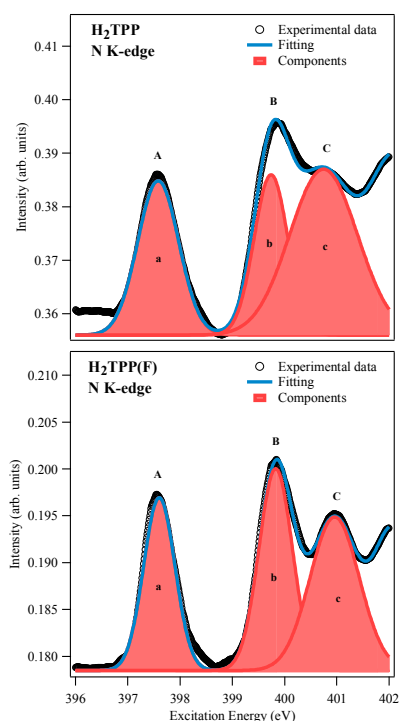 H2TPP
N K-edge
Experimental data
Fitting
Components
A
B
C
a
b
c
0.41
0.40
0.39
0.38
0.37
0.36
Intensity (arb. units)
H2TPP(F)
N K-edge
Experimental data
Fitting
Components
A
B
C
a
b
c
0.210
0.205
0.200
0.195
0.190
0.185
0.180
Intensity (arb. units)
396 397 398 399 400 401 402
Excitation Energy (eV)